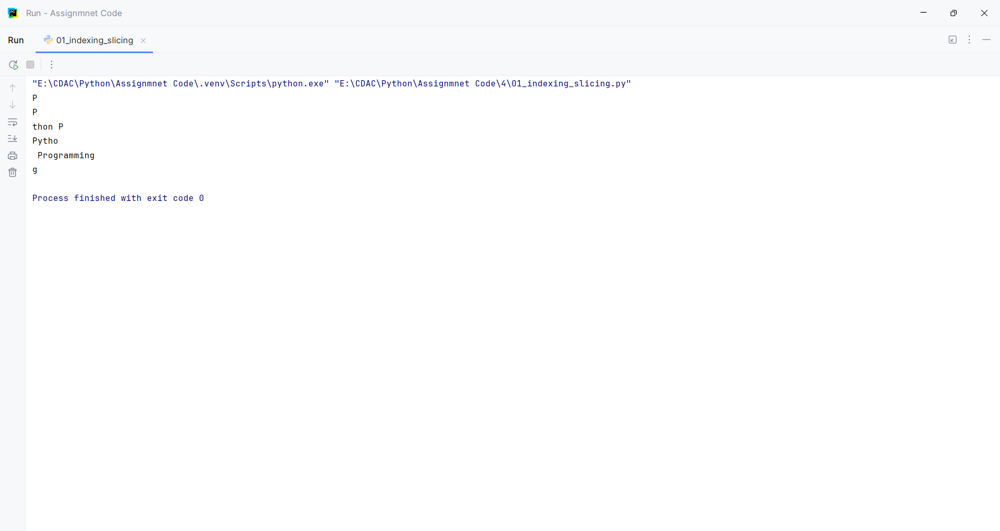 PC Run - Assignmnet Code
Run 01_indexing_slicing
"E:\CDAC\Python\Assignmnet Code\.venv\Scripts\python.exe" "E:\CDAC\Python\Assignmnet Code\4\01_indexing_slicing.py"
P
P
thon P
Pytho
 Programming
g
Process finished with exit code 0